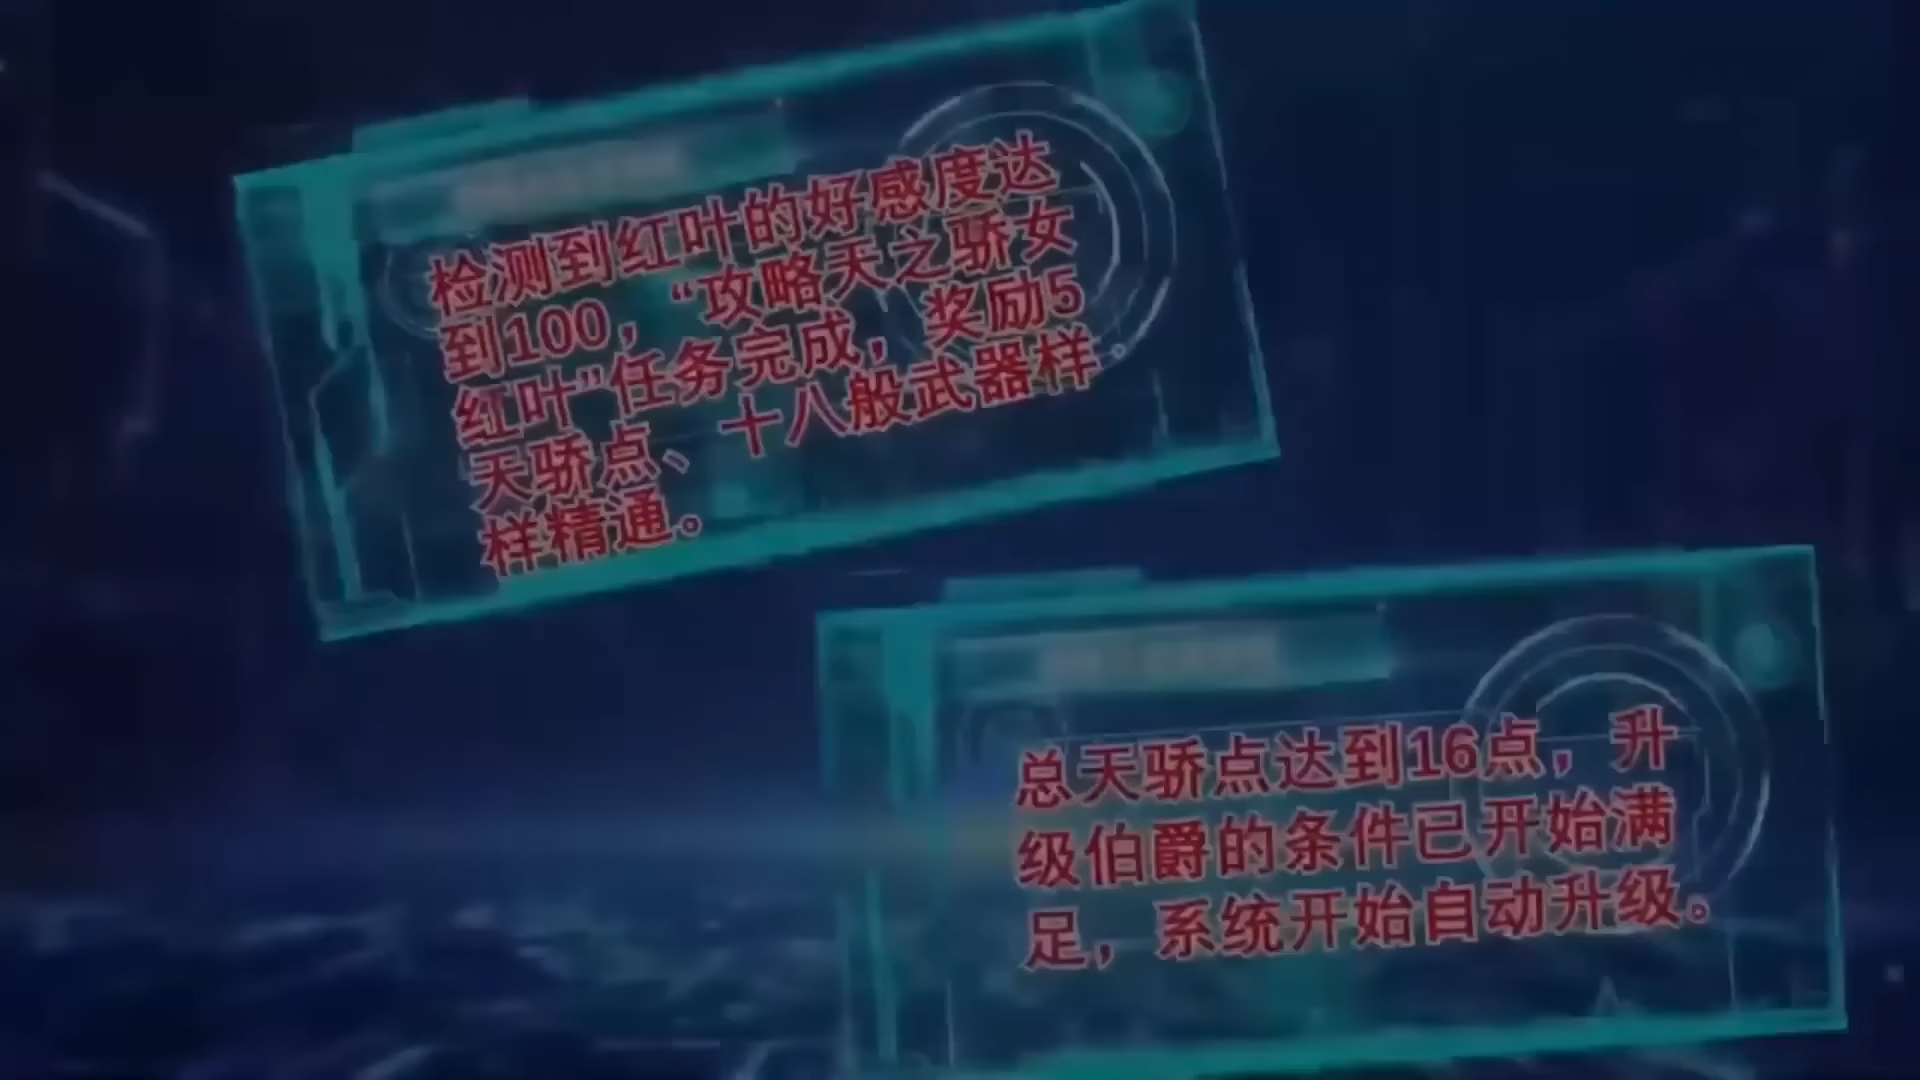 检测到红叶的好感度达
到100，“攻略天之骄女
红叶”任务完成，奖励5
天骄点、十八般武器样
样精通。
总天骄点达到16点，升
级伯爵的条件已开始满
足，系统开始自动升级。